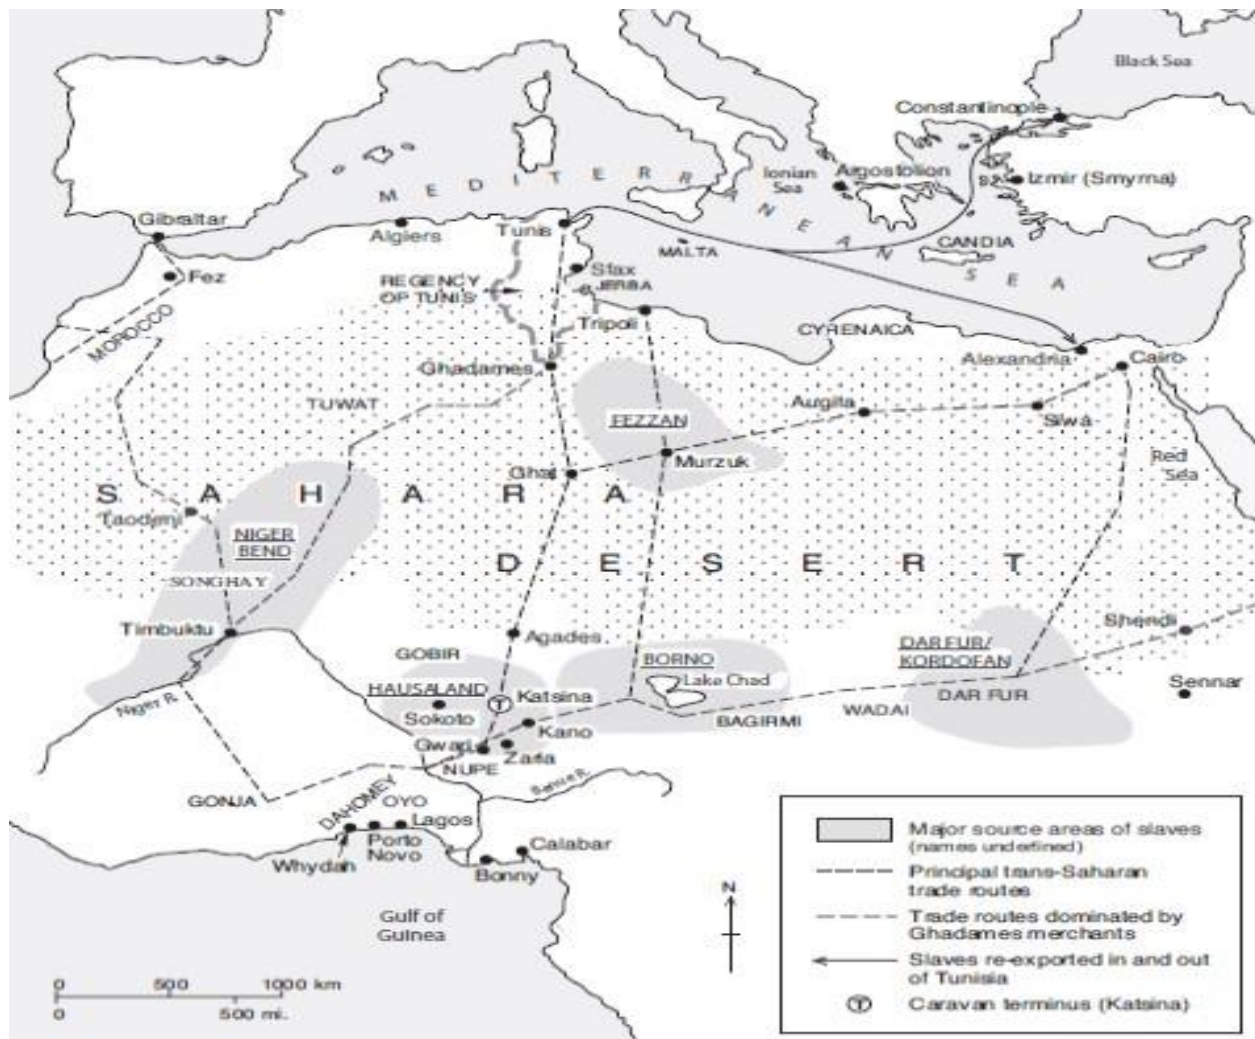 Black Sea
Constantinople
Ionian
Sea
Argostolion
Izmir (Smyrna)
MEDITERRANEAN SEA
Gibraltar
Algiers
Tunis
MALTA
CANDIA
Fez
Sfax
JERBA
REGENCY
OF TUNIS
Tripoli
CYRENAICA
MOROCCO
Alexandria
Cairo
Ghadames
TUWAT
Augila
Siwa
FEZZAN
Murzuk
Ghat
Red
Sea
SAHARA
Taodimi
NIGER
BEND
DESERT
SONGHAY
Timbuktu
Agades
Shendi
GOBIR
BORNO
DAR FUR/
KORDOFAN
Lake Chad
HAUSALAND
Katsina
T
DAR FUR
Sennar
Niger R.
Sokoto
Kano
BAGIRMI
WADAI
Gwari
Zaria
NUPE
Benue R.
GONJA
DAHOMEY
OYO
Lagos
Porto
Novo
Whydah
Calabar
Bonny
Gulf of
Guinea
N
0 500 1000 km
0 500 mi.
Major source areas of slaves
(names underlined)
Principal trans-Saharan
trade routes
Trade routes dominated by
Ghadames merchants
Slaves re-exported in and out
of Tunisia
T Caravan terminus (Katsina)